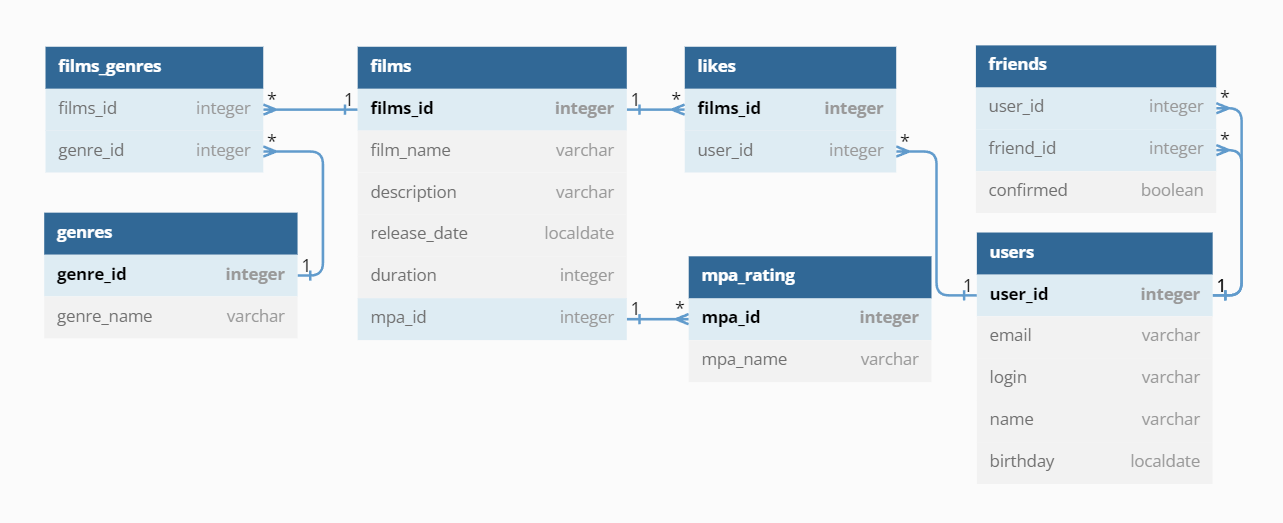 films_genres
films_id integer
genre_id integer
* 
*
genres
genre_id integer
genre_name varchar
1
films
films_id integer
film_name varchar
description varchar
release_date localdate
duration integer
mpa_id integer
1
1
1
likes
films_id integer
user_id integer
*
*
mpa_rating
mpa_id integer
mpa_name varchar
*
friends
user_id integer
friend_id integer
confirmed boolean
*
*
users
user_id integer
email varchar
login varchar
name varchar
birthday localdate
1
1